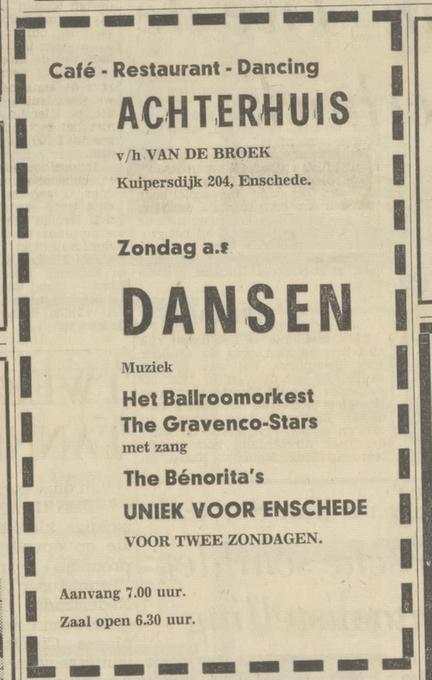 Café - Restaurant - Dancing
ACHTERHUIS
v/h VAN DE BROEK
Kuipersdijk 204, Enschede.
Zondag a.s.
DANSEN
Muziek
Het Ballroomorkest
The Gravenco-Stars
met zang
The Bénorita's
UNIEK VOOR ENSCHEDE
VOOR TWEE ZONDAGEN.
Aanvang 7.00 uur.
Zaal open 6.30 uur.